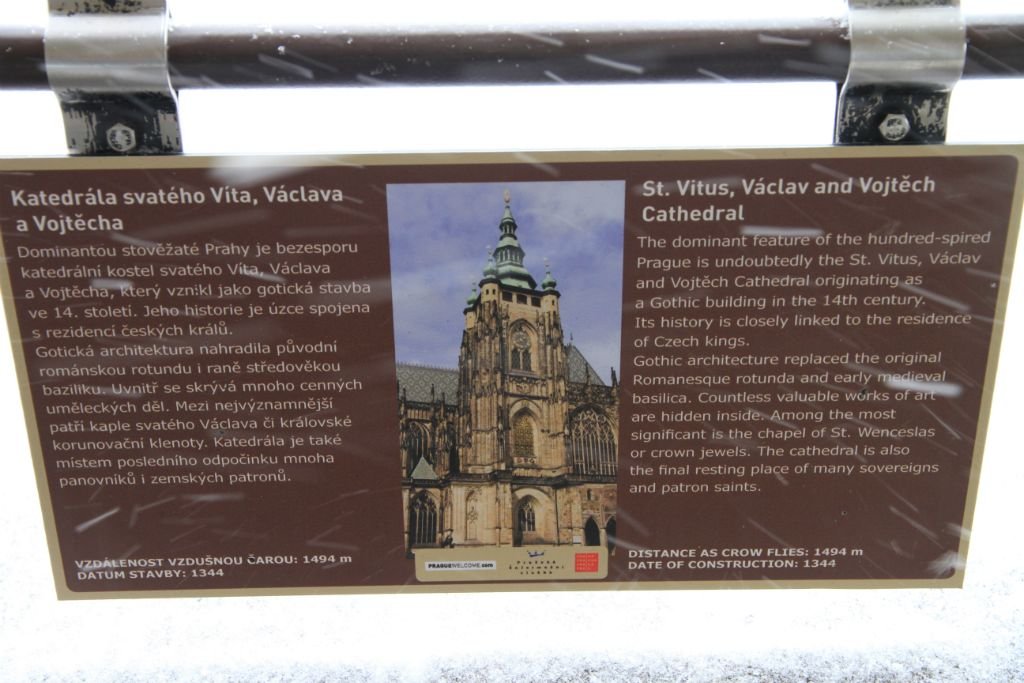 Katedrála svatého Víta, Václava
a Vojtěcha
Dominantou stověžaté Prahy je bezesporu
katedrální kostel svatého Víta, Václava
a Vojtěcha, který vznikl jako gotická stavba
ve 14. století. Jeho historie je úzce spojena
s rezidencí českých králů.
Gotická architektura nahradila původní
románskou rotundu i raně středověkou
baziliku. Uvnitř se skrývá mnoho cenných
uměleckých děl. Mezi nejvýznamnější
patří kaple svatého Václava či královské
korunovační klenoty. Katedrála je také
místem posledního odpočinku mnoha
panovníků i zemských patronů.
VZDÁLENOST VZDUŠNOU ČAROU: 1494 m
DATUM STAVBY: 1344
PRAGUEWELCOME.com
Pražská
informační
služba
St. Vitus, Václav and Vojtěch
Cathedral
The dominant feature of the hundred-spired
Prague is undoubtedly the St. Vitus, Václav
and Vojtěch Cathedral originating as
a Gothic building in the 14th century.
Its history is closely linked to the residence
of Czech kings.
Gothic architecture replaced the original
Romanesque rotunda and early medieval
basilica. Countless valuable works of art
are hidden inside. Among the most
significant is the chapel of St. Wenceslas
or crown jewels. The cathedral is also
the final resting place of many sovereigns
and patron saints.
DISTANCE AS CROW FLIES: 1494 m
DATE OF CONSTRUCTION: 1344